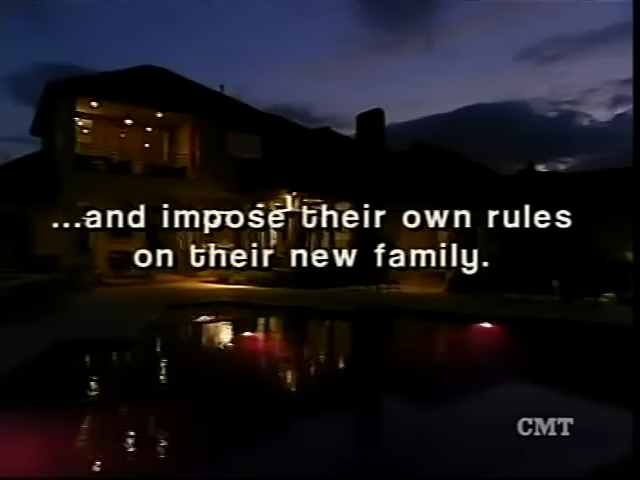 ...and impose their own rules
on their new family.
CMT